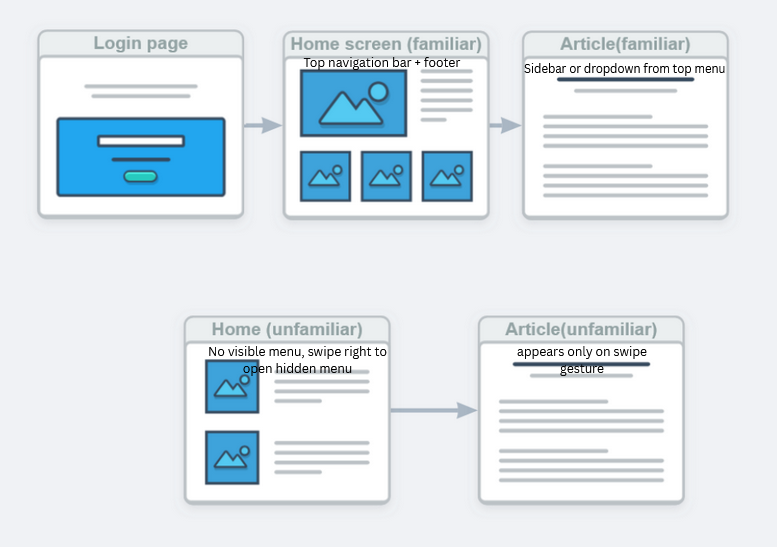 Login page
Home screen (familiar)
Article(familiar)
Top navigation bar + footer
Sidebar or dropdown from top menu
Home (unfamiliar)
Article(unfamiliar)
No visible menu, swipe right to
open hidden menu
appears only on swipe
gesture